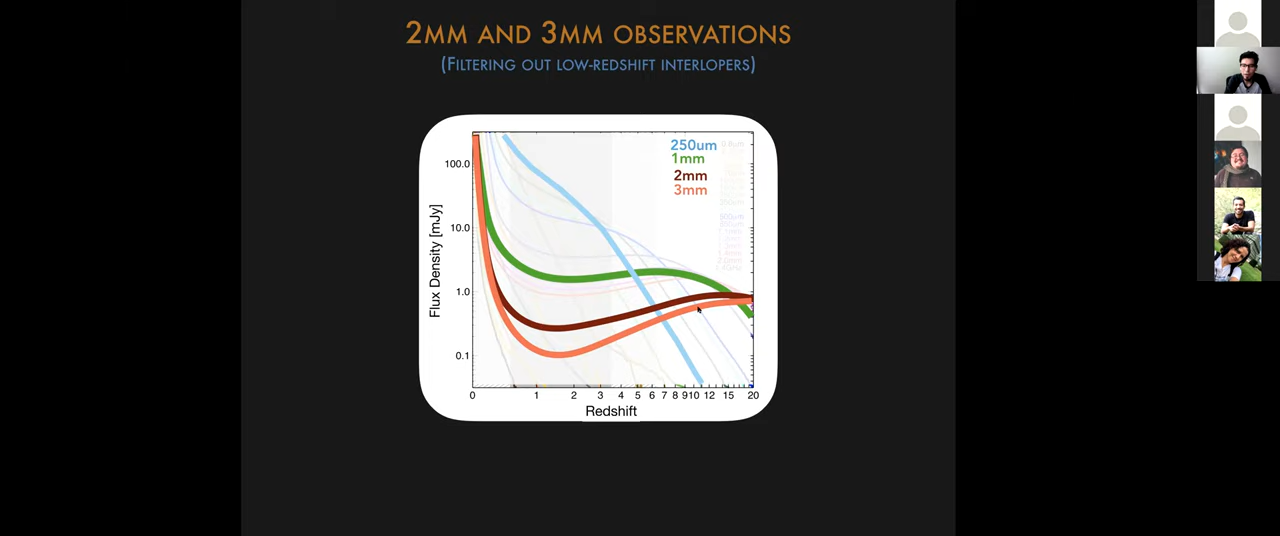 2MM AND 3MM OBSERVATIONS
(FILTERING OUT LOW-REDSHIFT INTERLOPERS)
250um
1mm
2mm
3mm
100.0
10.0
1.0
0.1
Flux Density [mJy]
0 1 2 3 4 5 6 7 8 9 10 12 15 20
Redshift